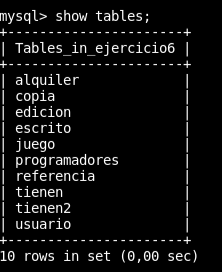 mysql> show tables;
+----------------------+
| Tables_in_ejercicio6 |
+----------------------+
| alquiler             |
| copia                |
| edicion              |
| escrito              |
| juego                |
| programadores        |
| referencia           |
| tienen               |
| tienen2              |
| usuario              |
+----------------------+
10 rows in set (0,00 sec)